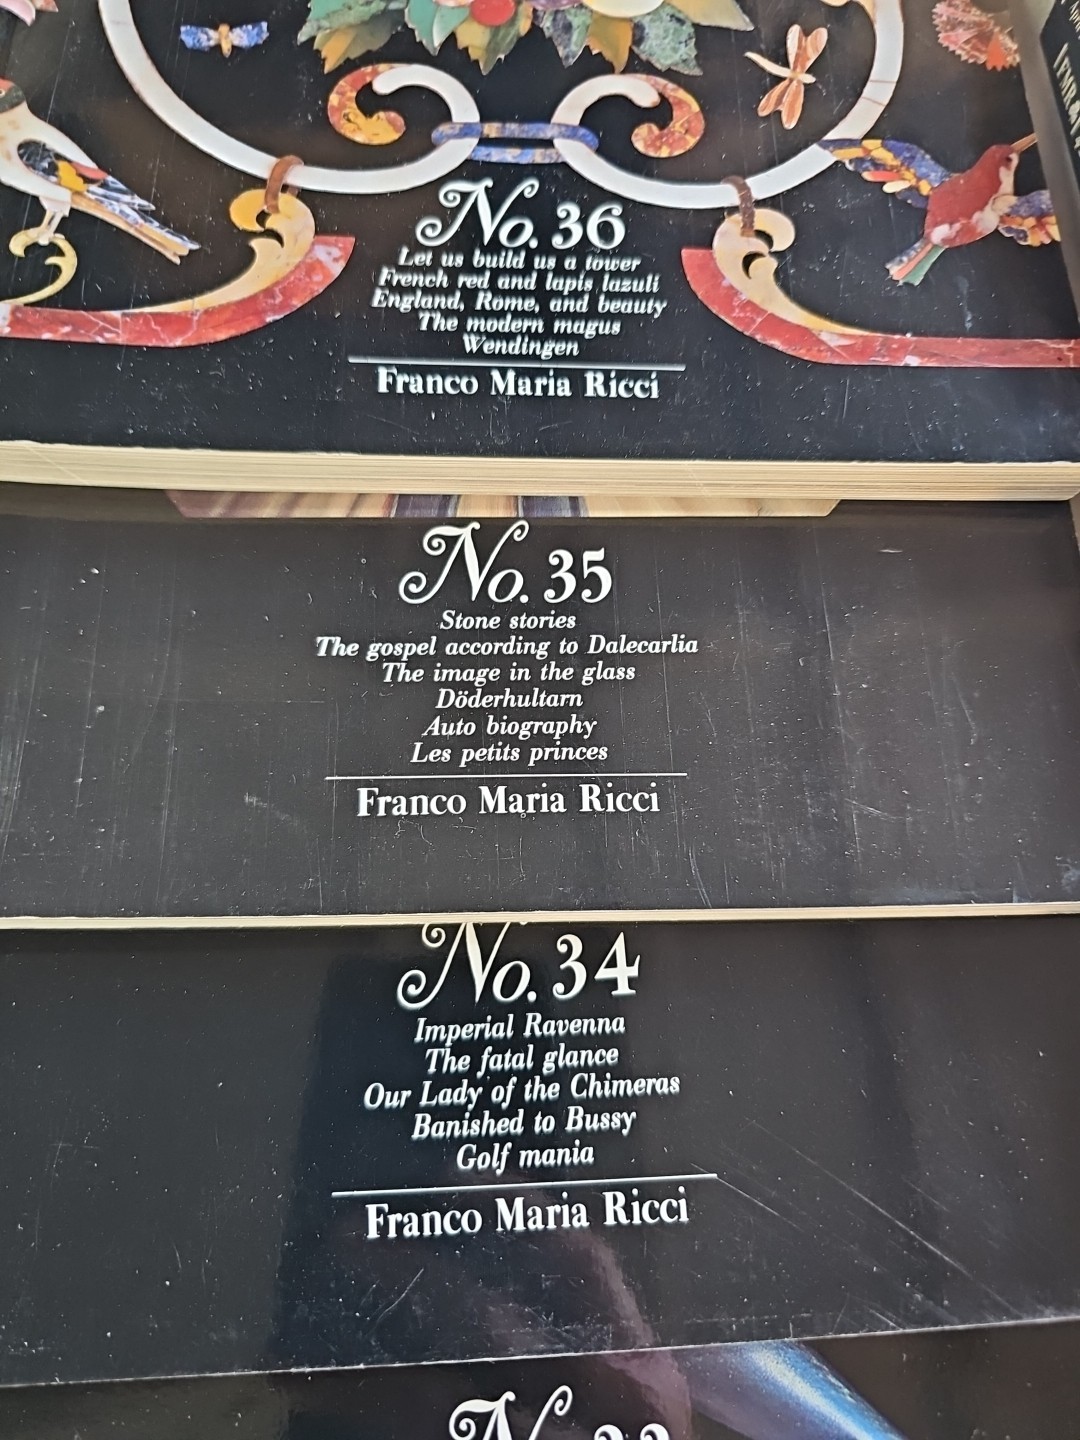 No. 36
Let us build us a tower
French red and lapis lazuli
England, Rome, and beauty
The modern magus
Wendingen
Franco Maria Ricci
No. 35
Stone stories
The gospel according to Dalecarlia
The image in the glass
Döderhultarn
Auto biography
Les petits princes
Franco Maria Ricci
No. 34
Imperial Ravenna
The fatal glance
Our Lady of the Chimeras
Banished to Bussy
Golf mania
Franco Maria Ricci
No. 33
FMR